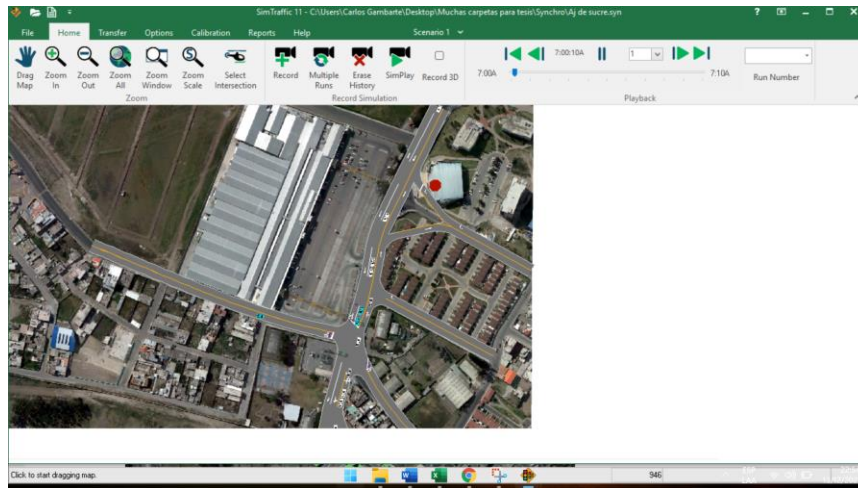 SimTraffic 11 - C:\Users\Carlos Gambarte\Desktop\Muchas carpetas para tesis\Synchro\Aj de sucre.syn
File Home Transfer Options Calibration Reports Help Scenario 1
Drag Map
Zoom In
Zoom Out
Zoom All
Zoom Window
Zoom Scale
Select Intersection
Zoom
Record
Multiple Runs
Erase History
SimPlay
Record 3D
Record Simulation
7:00:10A 1
7:00A 7:10A
Playback
Run Number
Click to start dragging map. 946